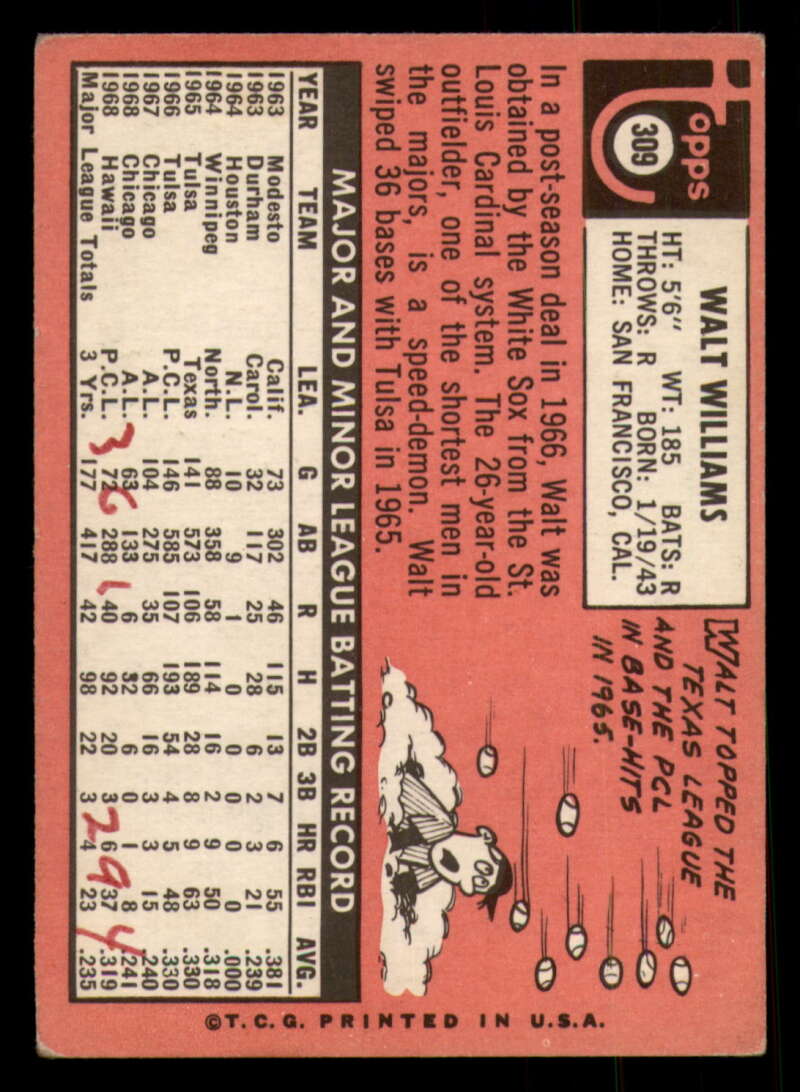 Topps
309
WALT WILLIAMS
HT: 5'6" WT: 185 BATS: R
THROWS: R BORN: 1/19/43
HOME: SAN FRANCISCO, CAL.
In a post-season deal in 1966, Walt was
obtained by the White Sox from the St.
Louis Cardinal system. The 26-year-old
outfielder, one of the shortest men in
the majors, is a speed-demon. Walt
swiped 36 bases with Tulsa in 1965.
WALT TOPPED THE
TEXAS LEAGUE
AND THE PCL
IN BASE-HITS
IN 1965.
MAJOR AND MINOR LEAGUE BATTING RECORD
YEAR TEAM LEA. G AB R H 2B 3B HR RBI AVG.
1963 Modesto Calif. 73 302 46 115 13 7 6 55 .381
1963 Durham Carol. 32 117 25 28 6 2 3 21 .239
1964 Houston N.L. 10 9 1 0 0 0 0 0 .000
1964 Winnipeg North. 88 358 58 114 16 2 9 50 .318
1965 Tulsa Texas 141 573 106 189 28 8 9 63 .330
1966 Tulsa P.C.L. 146 585 107 193 54 4 5 48 .330
1967 Chicago A.L. 104 275 35 66 16 3 3 15 .240
1968 Chicago A.L. 63 133 6 32 6 0 1 8 .241
1968 Hawaii P.C.L. 72 288 40 92 20 3 6 37 .319
Major League Totals 3 Yrs. 177 417 42 98 22 3 4 23 .235
36 1 294
©T.C.G. PRINTED IN U.S.A.